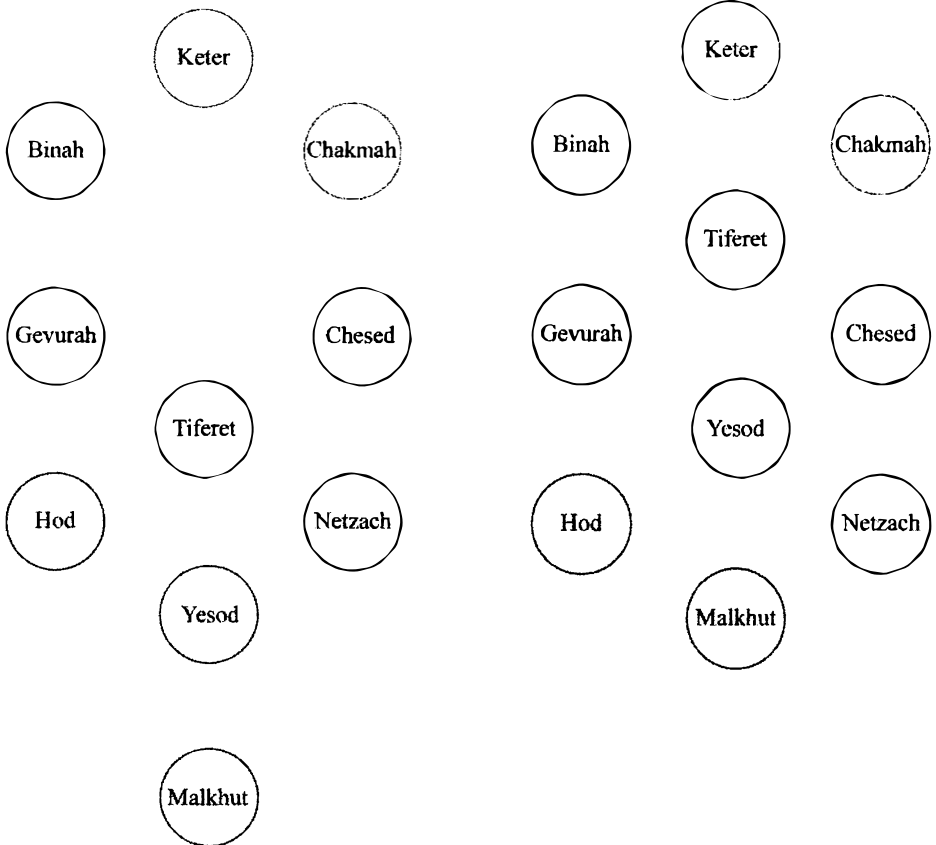 Keter
Binah
Chakmah
Gevurah
Chesed
Tiferet
Hod
Netzach
Yesod
Malkhut
Keter
Binah
Chakmah
Tiferet
Gevurah
Chesed
Yesod
Hod
Netzach
Malkhut